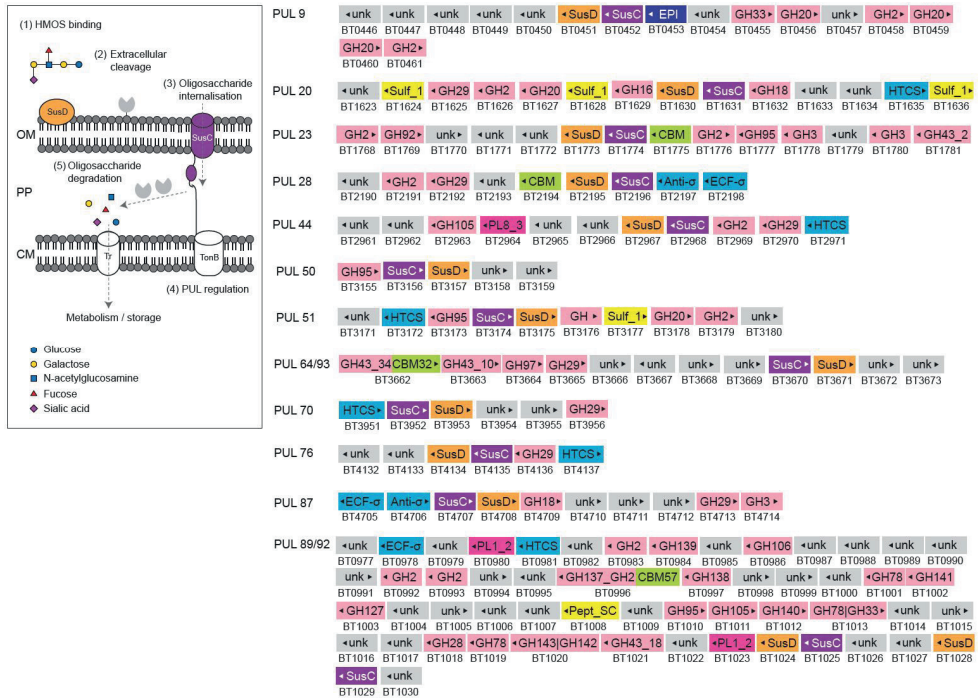 (1) HMOS binding
(2) Extracellular
cleavage
(3) Oligosaccharide
internalisation
SusD
SusC
OM
(5) Oligosaccharide
degradation
PP
CM
Tr
TonB
(4) PUL regulation
Metabolism / storage
Glucose
Galactose
N-acetylglucosamine
Fucose
Sialic acid
PUL 9
◂unk ◂unk ◂unk ◂unk ◂unk ◂SusD ◂SusC ◂EPI ◂unk ◂GH33▸ ◂GH20 unk▸ ◂GH2▸ GH20▸
BT0446 BT0447 BT0448 BT0449 BT0450 BT0451 BT0452 BT0453 BT0454 BT0455 BT0456 BT0457 BT0458 BT0459
GH20▸ GH2▸
BT0460 BT0461
PUL 20
◂unk ◂Sulf_1 ◂GH29 ◂GH2 ◂GH20 ◂Sulf_1 ◂GH16 ◂SusD ◂SusC ◂GH18 ◂unk ◂unk HTCS▸ Sulf_1▸
BT1623 BT1624 BT1625 BT1626 BT1627 BT1628 BT1629 BT1630 BT1631 BT1632 BT1633 BT1634 BT1635 BT1636
PUL 23
GH2▸ GH92▸ unk▸ ◂unk ◂unk ◂SusD ◂SusC ◂CBM GH2▸ ◂GH95 ◂GH3 ◂unk ◂GH3 ◂GH43_2
BT1768 BT1769 BT1770 BT1771 BT1772 BT1773 BT1774 BT1775 BT1776 BT1777 BT1778 BT1779 BT1780 BT1781
PUL 28
◂unk ◂GH2 ◂GH29 ◂unk ◂CBM ◂SusD ◂SusC ◂Anti-σ ◂ECF-σ
BT2190 BT2191 BT2192 BT2193 BT2194 BT2195 BT2196 BT2197 BT2198
PUL 44
◂unk ◂unk ◂GH105 ◂PL8_3 ◂unk ◂unk ◂SusD ◂SusC ◂GH2 ◂GH29 ◂HTCS
BT2961 BT2962 BT2963 BT2964 BT2965 BT2966 BT2967 BT2968 BT2969 BT2970 BT2971
PUL 50
GH95▸ SusC▸ SusD▸ unk▸ unk▸
BT3155 BT3156 BT3157 BT3158 BT3159
PUL 51
◂unk ◂HTCS ◂GH95 SusC▸ SusD▸ GH▸ Sulf_1▸ GH20▸ GH2▸ unk▸
BT3171 BT3172 BT3173 BT3174 BT3175 BT3176 BT3177 BT3178 BT3179 BT3180
PUL 64/93
GH43_34 CBM32▸ GH43_10▸ GH97▸ GH29▸ unk▸ unk▸ unk▸ unk▸ SusC▸ SusD▸ unk▸ unk▸
BT3662 BT3663 BT3664 BT3665 BT3666 BT3667 BT3668 BT3669 BT3670 BT3671 BT3672 BT3673
PUL 70
HTCS▸ SusC▸ SusD▸ unk▸ unk▸ GH29▸
BT3951 BT3952 BT3953 BT3954 BT3955 BT3956
PUL 76
◂unk ◂unk ◂SusD ◂SusC ◂GH29 HTCS▸
BT4132 BT4133 BT4134 BT4135 BT4136 BT4137
PUL 87
◂ECF-σ Anti-σ▸ SusC▸ SusD▸ GH18▸ unk▸ unk▸ unk▸ GH29▸ GH3▸
BT4705 BT4706 BT4707 BT4708 BT4709 BT4710 BT4711 BT4712 BT4713 BT4714
PUL 89/92
◂unk ◂ECF-σ ◂unk ◂PL1_2 ◂HTCS ◂unk ◂GH2 ◂GH139 ◂unk ◂GH106 ◂unk ◂unk ◂unk ◂unk
BT0977 BT0978 BT0979 BT0980 BT0981 BT0982 BT0983 BT0984 BT0985 BT0986 BT0987 BT0988 BT0989 BT0990
unk▸ ◂GH2 ◂GH2 ◂unk ◂unk ◂GH137_GH2 CBM57 ◂GH138 unk▸ unk▸ ◂unk ◂GH78 ◂GH141
BT0991 BT0992 BT0993 BT0994 BT0995 BT0996 BT0997 BT0998 BT0999 BT1000 BT1001 BT1002
◂GH127 ◂unk ◂unk ◂unk ◂unk ◂Pept_SC ◂unk GH95▸ GH105▸ GH140▸ GH78|GH33▸ ◂unk unk▸
BT1003 BT1004 BT1005 BT1006 BT1007 BT1008 BT1009 BT1010 BT1011 BT1012 BT1013 BT1014 BT1015
◂unk ◂unk ◂GH28 ◂GH78 ◂GH143|GH142 ◂GH43_18 ◂unk ◂PL1_2 ◂SusD ◂SusC ◂unk ◂unk ◂SusD
BT1016 BT1017 BT1018 BT1019 BT1020 BT1021 BT1022 BT1023 BT1024 BT1025 BT1026 BT1027 BT1028
◂SusC ◂unk
BT1029 BT1030